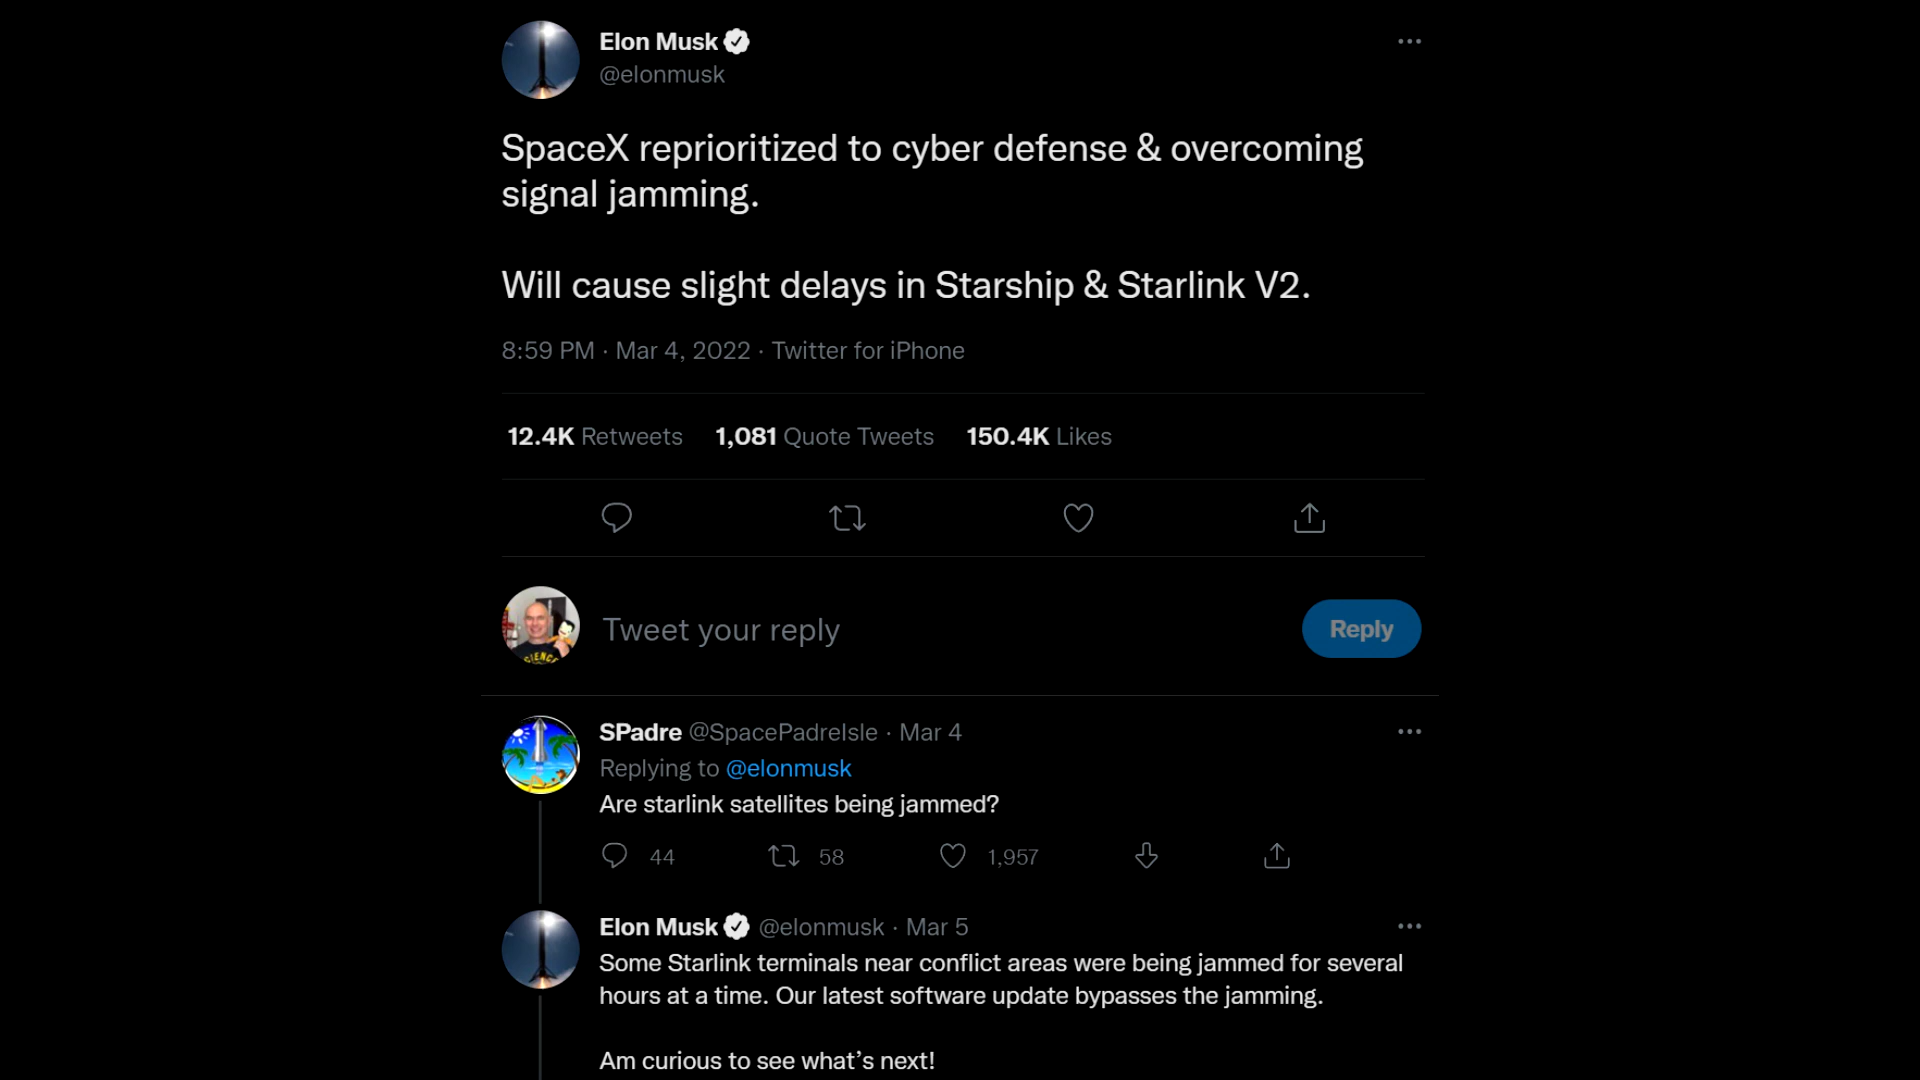 Elon Musk
@elonmusk
SpaceX reprioritized to cyber defense & overcoming
signal jamming.
Will cause slight delays in Starship & Starlink V2.
8:59 PM · Mar 4, 2022 · Twitter for iPhone
12.4K Retweets 1,081 Quote Tweets 150.4K Likes
Tweet your reply
Reply
SPadre @SpacePadreIsle · Mar 4
Replying to @elonmusk
Are starlink satellites being jammed?
44 58 1,957
Elon Musk @elonmusk · Mar 5
Some Starlink terminals near conflict areas were being jammed for several
hours at a time. Our latest software update bypasses the jamming.
Am curious to see what’s next!